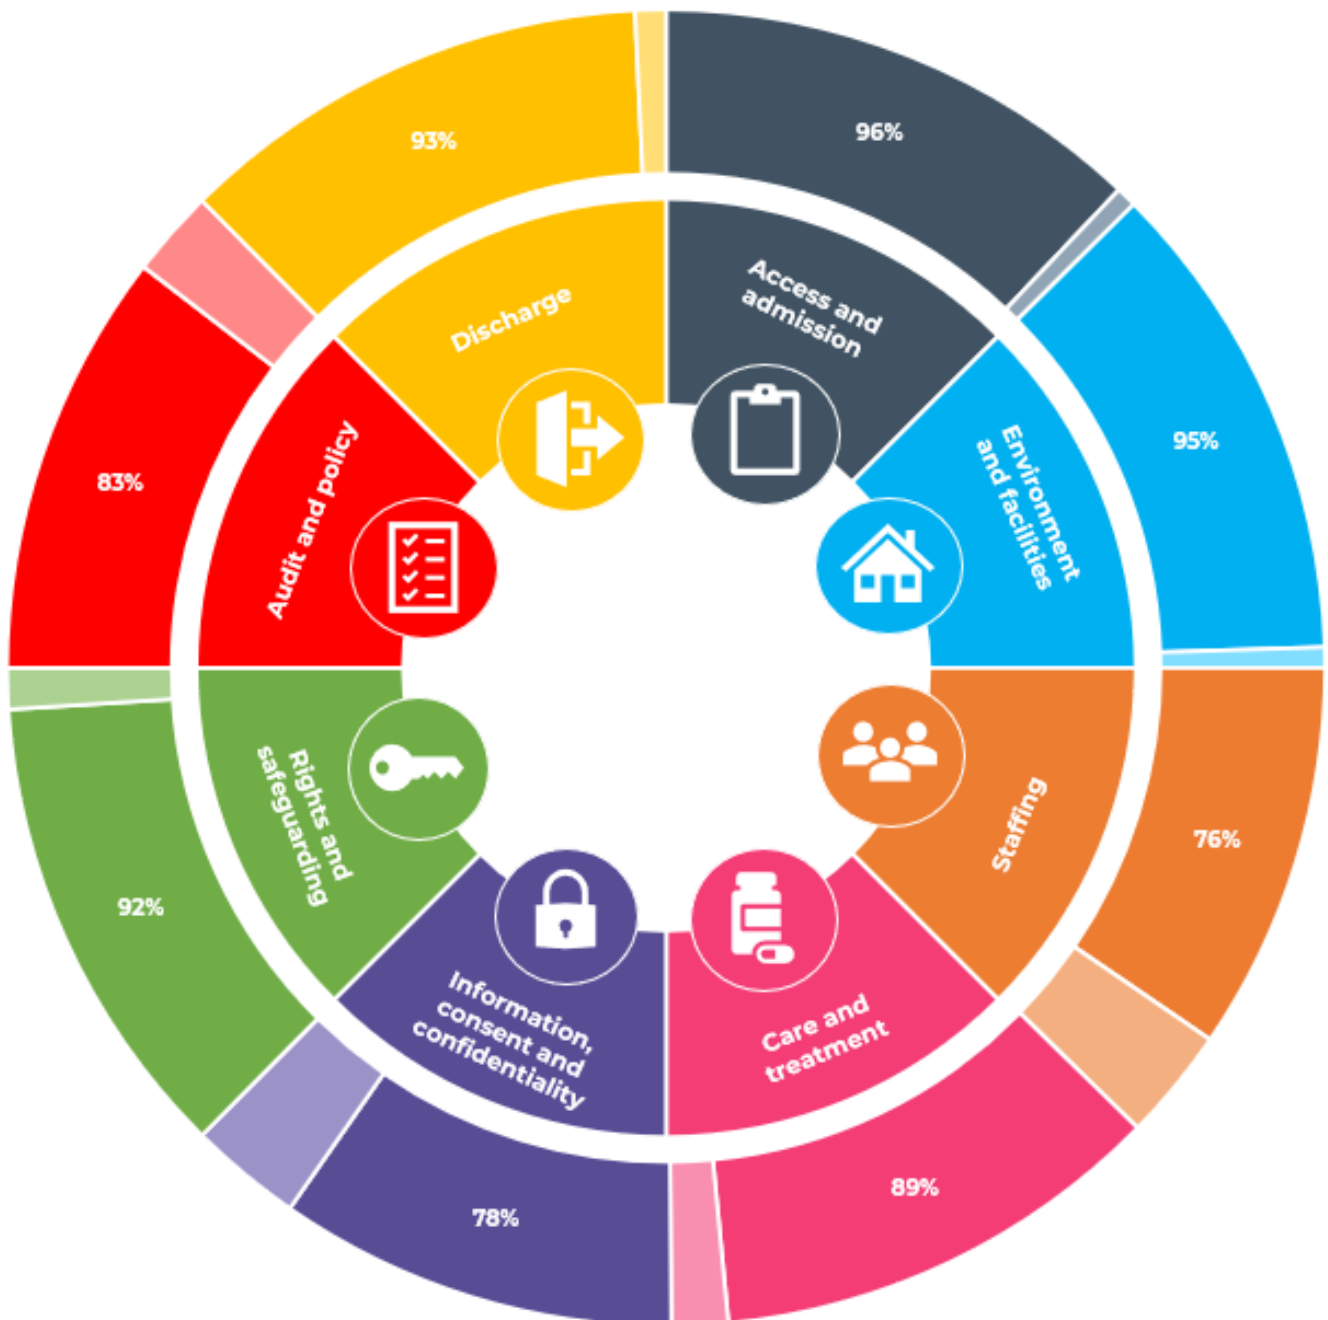 93%
96%
Discharge
Access and
admission
95%
Environment
and facilities
83%
Audit and policy
76%
Staffing
92%
Rights and
safeguarding
Information,
consent and
confidentiality
Care and
treatment
89%
78%